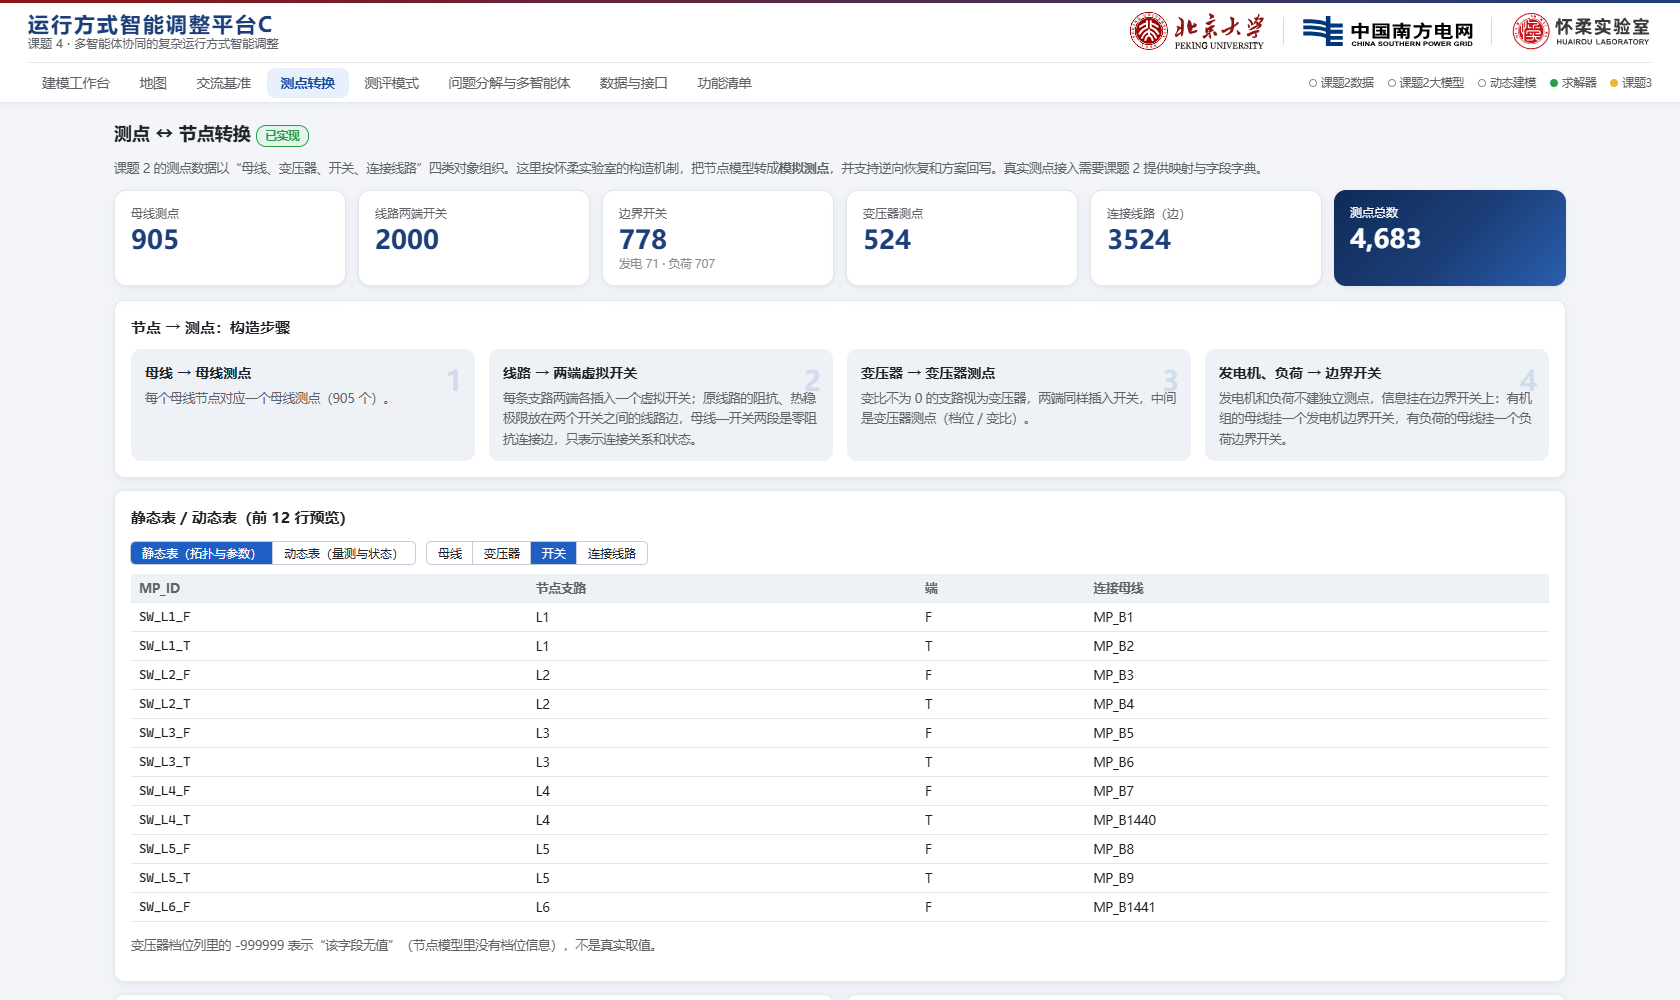 运行方式智能调整平台C
课题 4 · 多智能体协同的复杂运行方式智能调整
北京大学
PEKING UNIVERSITY
中国南方电网
CHINA SOUTHERN POWER GRID
怀柔实验室
HUAIROU LABORATORY
建模工作台 地图 交流基准 测点转换 测评模式 问题分解与多智能体 数据与接口 功能清单
课题2数据 课题2大模型 动态建模 求解器 课题3
测点 ↔ 节点转换 已实现
课题 2 的测点数据以“母线、变压器、开关、连接线路”四类对象组织。这里按怀柔实验室的构造机制，把节点模型转成模拟测点，并支持逆向恢复和方案回写。真实测点接入需要课题 2 提供映射与字段字典。
母线测点
905
线路两端开关
2000
边界开关
778
发电 71 · 负荷 707
变压器测点
524
连接线路（边）
3524
测点总数
4,683
节点 → 测点：构造步骤
母线 → 母线测点
1
每个母线节点对应一个母线测点（905 个）。
线路 → 两端虚拟开关
2
每条支路两端各插入一个虚拟开关；原线路的阻抗、热稳
极限放在两个开关之间的线路边，母线—开关两段是零阻
抗连接边，只表示连接关系和状态。
变压器 → 变压器测点
3
变比不为 0 的支路视为变压器，两端同样插入开关，中间
是变压器测点（档位 / 变比）。
发电机、负荷 → 边界开关
4
发电机和负荷不建独立测点，信息挂在边界开关上：有机
组的母线挂一个发电机边界开关，有负荷的母线挂一个负
荷边界开关。
静态表 / 动态表（前 12 行预览）
静态表（拓扑与参数） 动态表（量测与状态） 母线 变压器 开关 连接线路
MP_ID 节点支路 端 连接母线
SW_L1_F L1 F MP_B1
SW_L1_T L1 T MP_B2
SW_L2_F L2 F MP_B3
SW_L2_T L2 T MP_B4
SW_L3_F L3 F MP_B5
SW_L3_T L3 T MP_B6
SW_L4_F L4 F MP_B7
SW_L4_T L4 T MP_B1440
SW_L5_F L5 F MP_B8
SW_L5_T L5 T MP_B9
SW_L6_F L6 F MP_B1441
变压器档位列里的 -999999 表示“该字段无值”（节点模型里没有档位信息），不是真实取值。